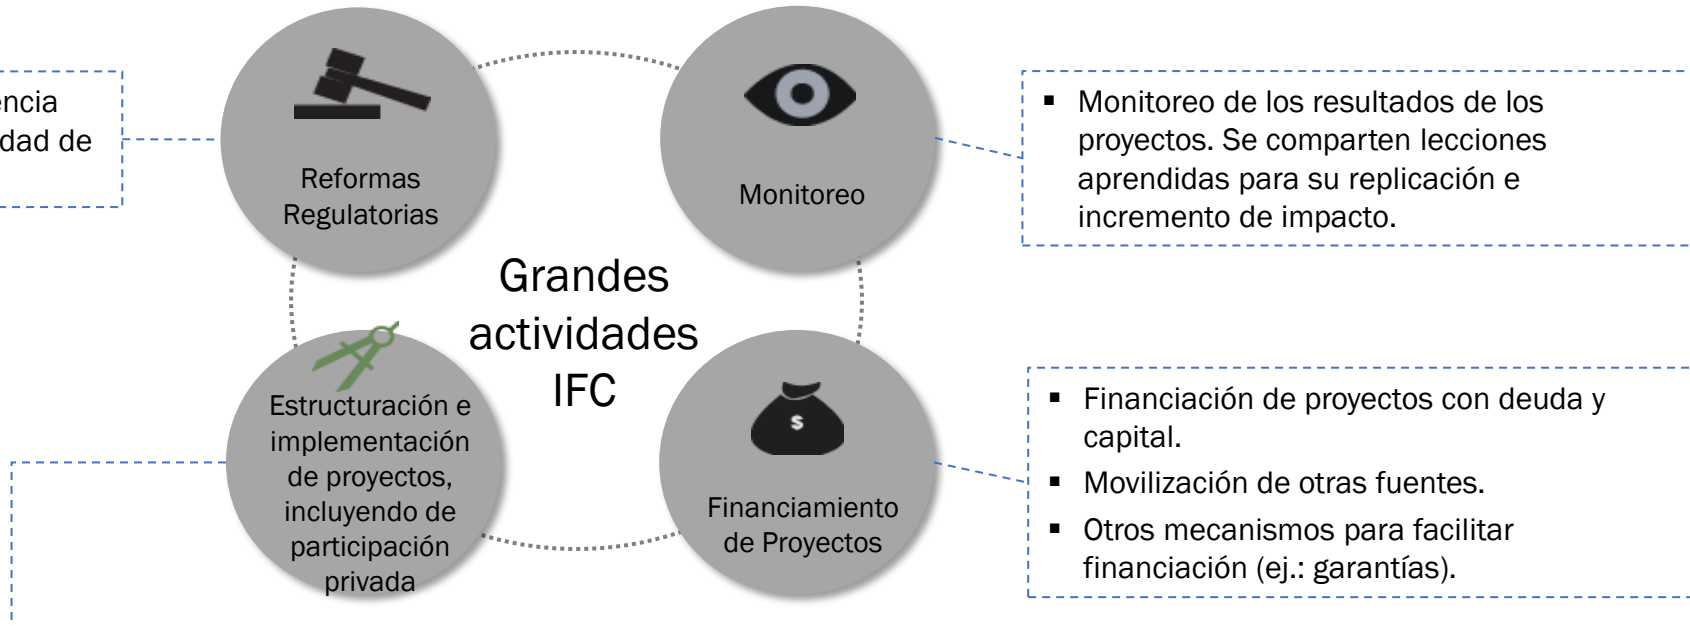 encia
dad de
Reformas
Regulatorias
Monitoreo
▪ Monitoreo de los resultados de los
proyectos. Se comparten lecciones
aprendidas para su replicación e
incremento de impacto.
Grandes
actividades
IFC
Estructuración e
implementación
de proyectos,
incluyendo de
participación
privada
$
Financiamiento
de Proyectos
▪ Financiación de proyectos con deuda y
capital.
▪ Movilización de otras fuentes.
▪ Otros mecanismos para facilitar
financiación (ej.: garantías).